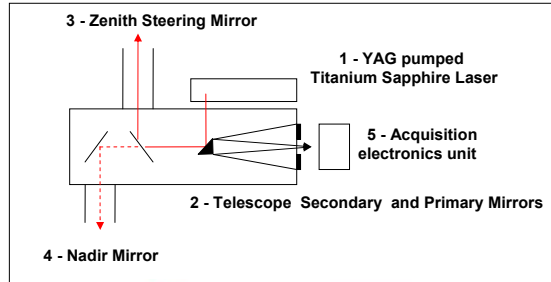 3 - Zenith Steering Mirror
1 - YAG pumped
Titanium Sapphire Laser
5 - Acquisition
electronics unit
2 - Telescope Secondary and Primary Mirrors
4 - Nadir Mirror